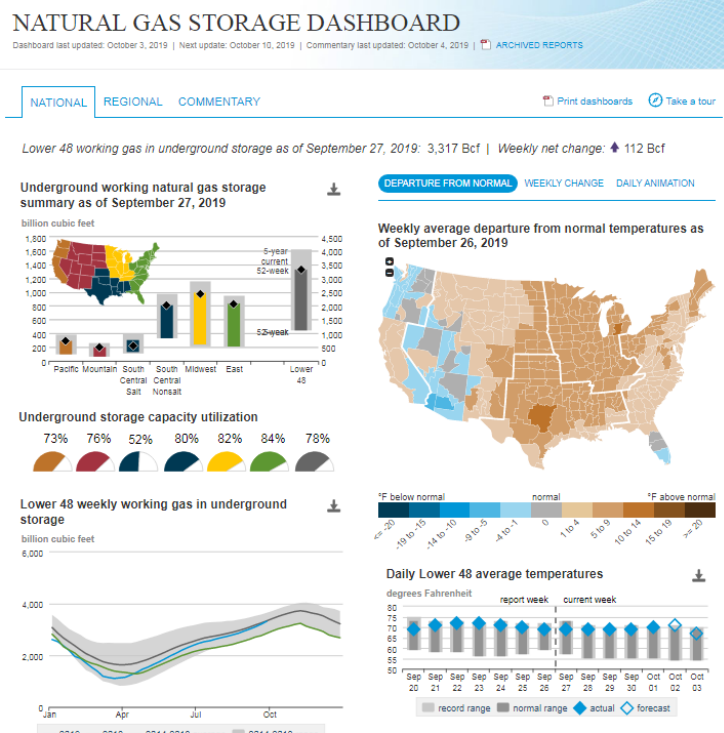 NATURAL GAS STORAGE DASHBOARD
Dashboard last updated: October 3, 2019 | Next update: October 10, 2019 | Commentary last updated: October 4, 2019 | ARCHIVED REPORTS
NATIONAL REGIONAL COMMENTARY
Print dashboards Take a tour
Lower 48 working gas in underground storage as of September 27, 2019: 3,317 Bcf | Weekly net change: 112 Bcf
Underground working natural gas storage
summary as of September 27, 2019
billion cubic feet
1,800
1,600
1,400
1,200
1,000
800
600
400
200
0
5-year
current
52-week
52-week
4,500
4,000
3,500
3,000
2,500
2,000
1,500
1,000
500
0
Pacific Mountain South Central Salt South Central Nonsalt Midwest East Lower 48
Underground storage capacity utilization
73% 76% 52% 80% 82% 84% 78%
Lower 48 weekly working gas in underground
storage
billion cubic feet
6,000
4,000
2,000
0
Jan Apr Jul Oct
DEPARTURE FROM NORMAL WEEKLY CHANGE DAILY ANIMATION
Weekly average departure from normal temperatures as
of September 26, 2019
°F below normal normal °F above normal
<= -20 -19 to -15 -14 to -10 -9 to -5 -4 to -1 0 1 to 4 5 to 9 10 to 14 15 to 19 >= 20
Daily Lower 48 average temperatures
degrees Fahrenheit
report week current week
80
75
70
65
60
55
50
Sep Sep Sep Sep Sep Sep Sep Sep Sep Sep Sep Oct Oct Oct
20 21 22 23 24 25 26 27 28 29 30 01 02 03
record range normal range actual forecast